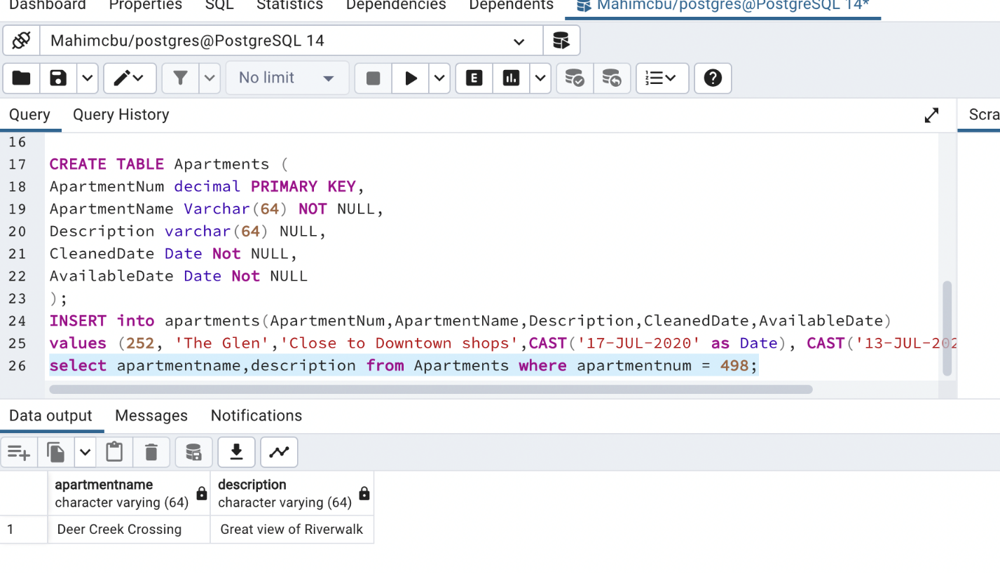 Dashboard Properties SQL Statistics Dependencies Dependents Mahimcbu/postgres@PostgreSQL 14*
Mahimcbu/postgres@PostgreSQL 14
No limit E
Query Query History Scra
16
17 CREATE TABLE Apartments (
18 ApartmentNum decimal PRIMARY KEY,
19 ApartmentName Varchar(64) NOT NULL,
20 Description varchar(64) NULL,
21 CleanedDate Date Not NULL,
22 AvailableDate Date Not NULL
23 );
24 INSERT into apartments(ApartmentNum,ApartmentName,Description,CleanedDate,AvailableDate)
25 values (252, 'The Glen','Close to Downtown shops',CAST('17-JUL-2020' as Date), CAST('13-JUL-202
26 select apartmentname,description from Apartments where apartmentnum = 498;
Data output Messages Notifications
apartmentname description
character varying (64) character varying (64)
1 Deer Creek Crossing Great view of Riverwalk